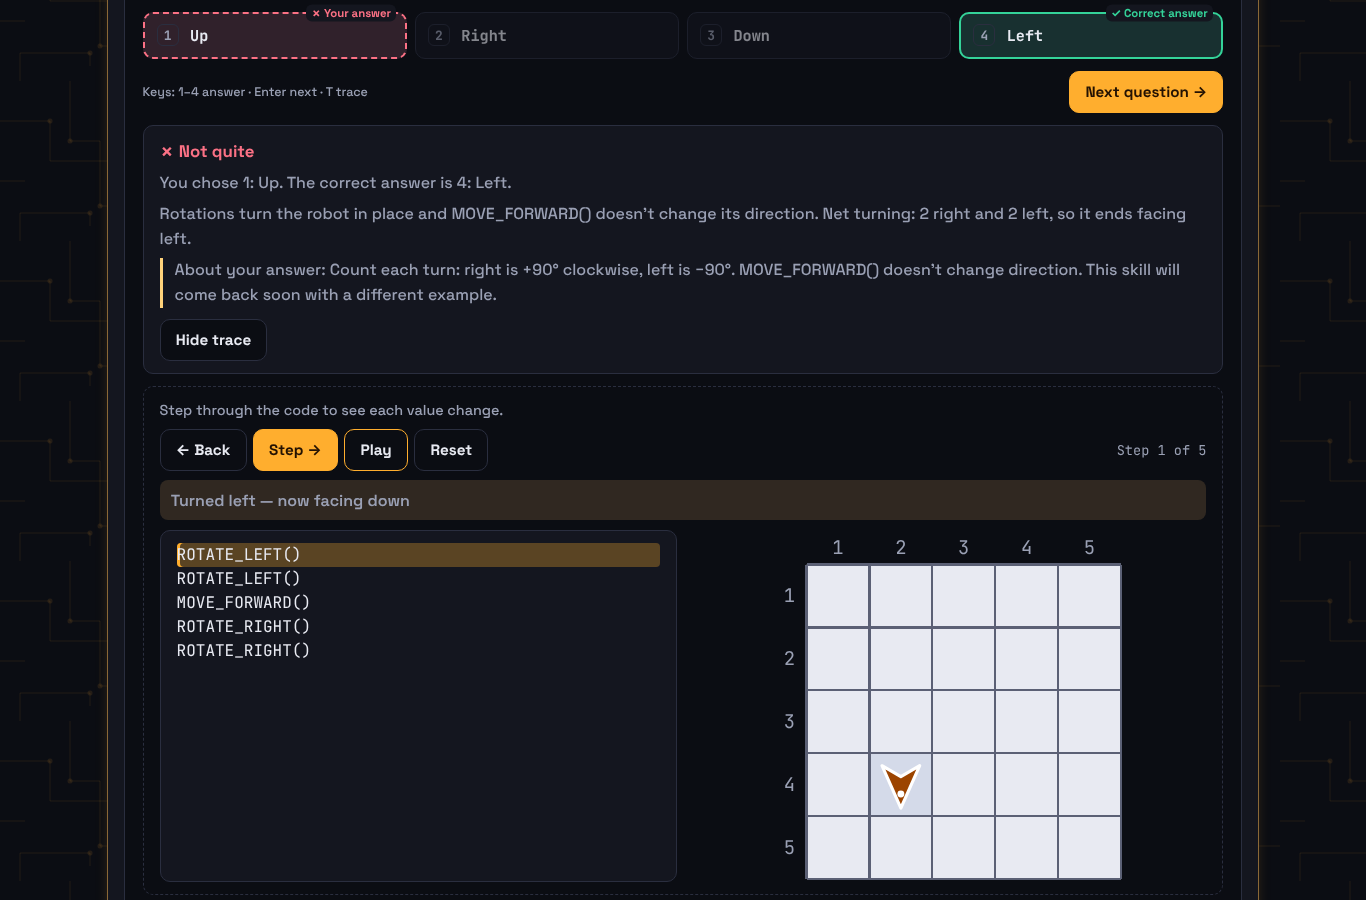 × Your answer
✓ Correct answer
1 Up
2 Right
3 Down
4 Left
Keys: 1–4 answer · Enter next · T trace
Next question →
× Not quite
You chose 1: Up. The correct answer is 4: Left.
Rotations turn the robot in place and MOVE_FORWARD() doesn't change its direction. Net turning: 2 right and 2 left, so it ends facing
left.
About your answer: Count each turn: right is +90° clockwise, left is −90°. MOVE_FORWARD() doesn't change direction. This skill will
come back soon with a different example.
Hide trace
Step through the code to see each value change.
← Back
Step →
Play
Reset
Step 1 of 5
Turned left — now facing down
ROTATE_LEFT()
ROTATE_LEFT()
MOVE_FORWARD()
ROTATE_RIGHT()
ROTATE_RIGHT()
1 2 3 4 5
1
2
3
4
5